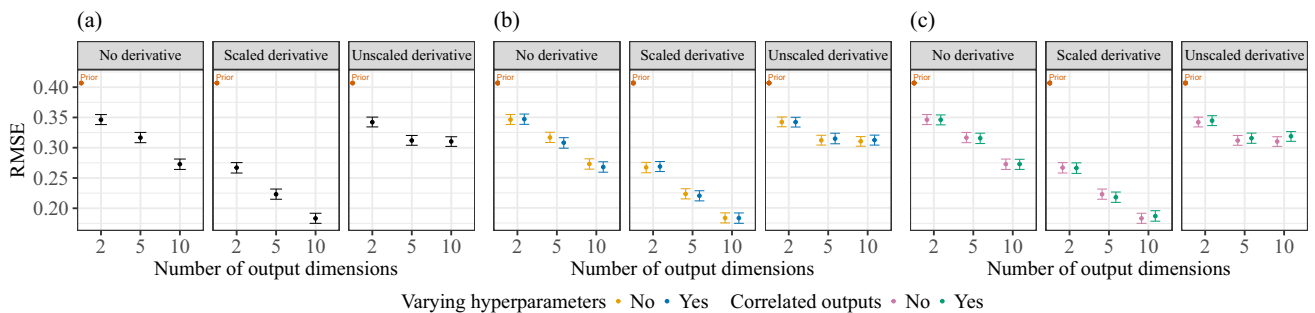 (a)
(b)
(c)
No derivative Scaled derivative Unscaled derivative
No derivative Scaled derivative Unscaled derivative
No derivative Scaled derivative Unscaled derivative
Prior Prior Prior
Prior Prior Prior
Prior Prior Prior
RMSE
0.40
0.35
0.30
0.25
0.20
2 5 10 2 5 10 2 5 10
2 5 10 2 5 10 2 5 10
2 5 10 2 5 10 2 5 10
Number of output dimensions
Number of output dimensions
Number of output dimensions
Varying hyperparameters No Yes Correlated outputs No Yes